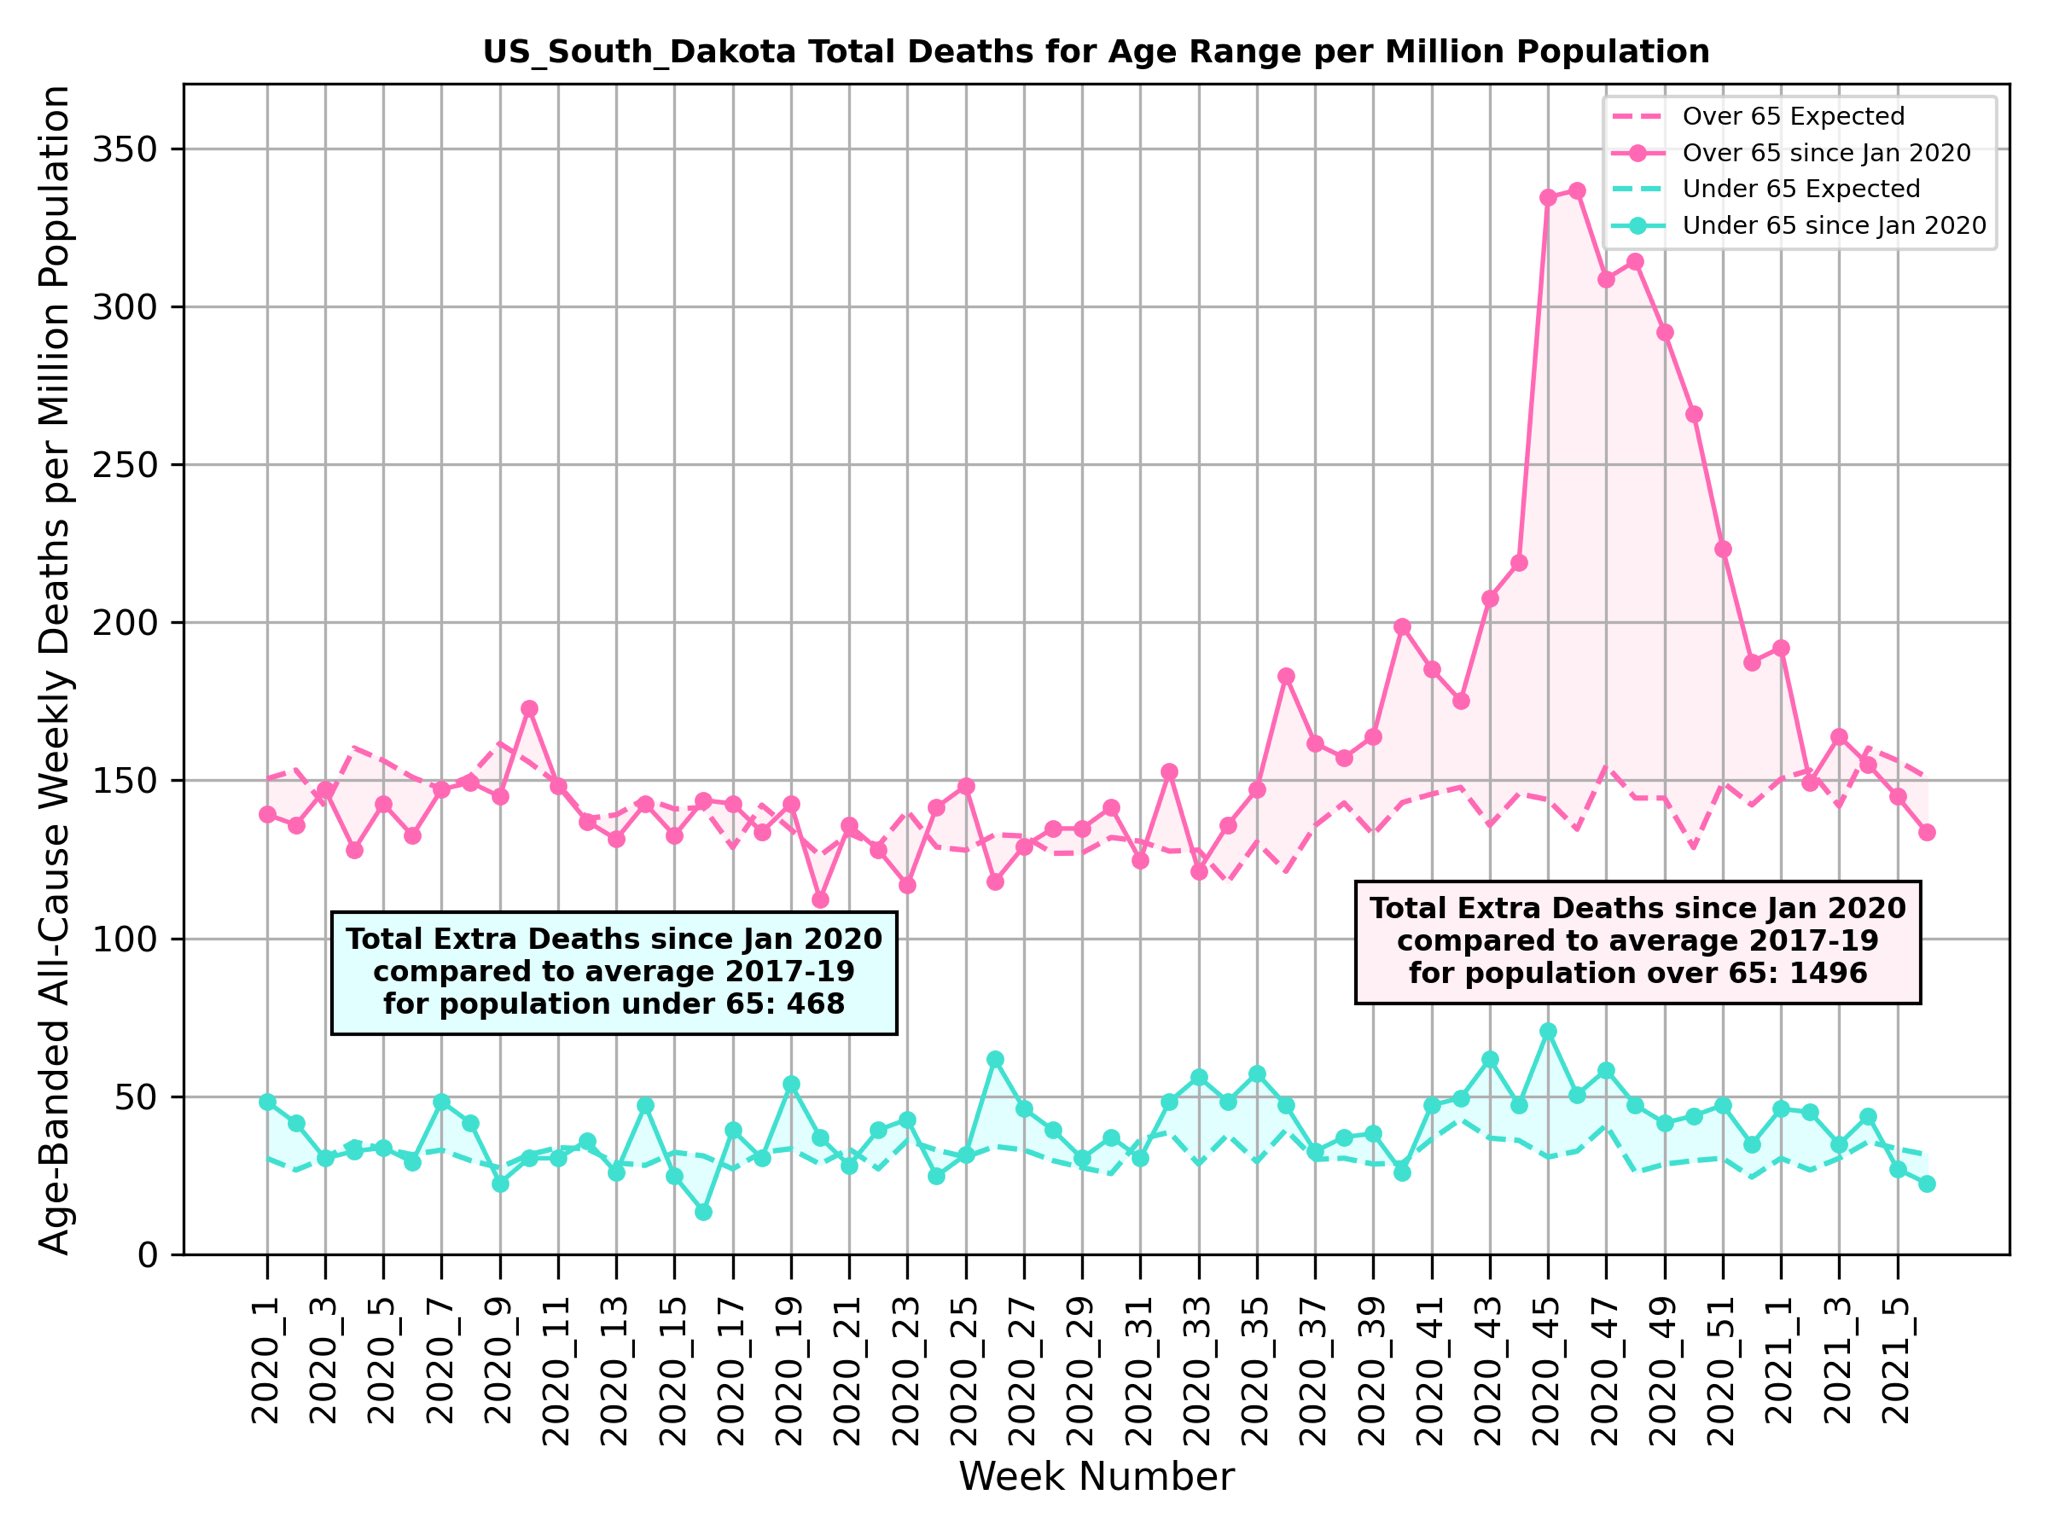 US_South_Dakota Total Deaths for Age Range per Million Population
Age-Banded All-Cause Weekly Deaths per Million Population
350
300
250
200
150
100
50
0
Over 65 Expected
Over 65 since Jan 2020
Under 65 Expected
Under 65 since Jan 2020
Total Extra Deaths since Jan 2020
compared to average 2017-19
for population under 65: 468
Total Extra Deaths since Jan 2020
compared to average 2017-19
for population over 65: 1496
2020_1
2020_3
2020_5
2020_7
2020_9
2020_11
2020_13
2020_15
2020_17
2020_19
2020_21
2020_23
2020_25
2020_27
2020_29
2020_31
2020_33
2020_35
2020_37
2020_39
2020_41
2020_43
2020_45
2020_47
2020_49
2020_51
2021_1
2021_3
2021_5
Week Number